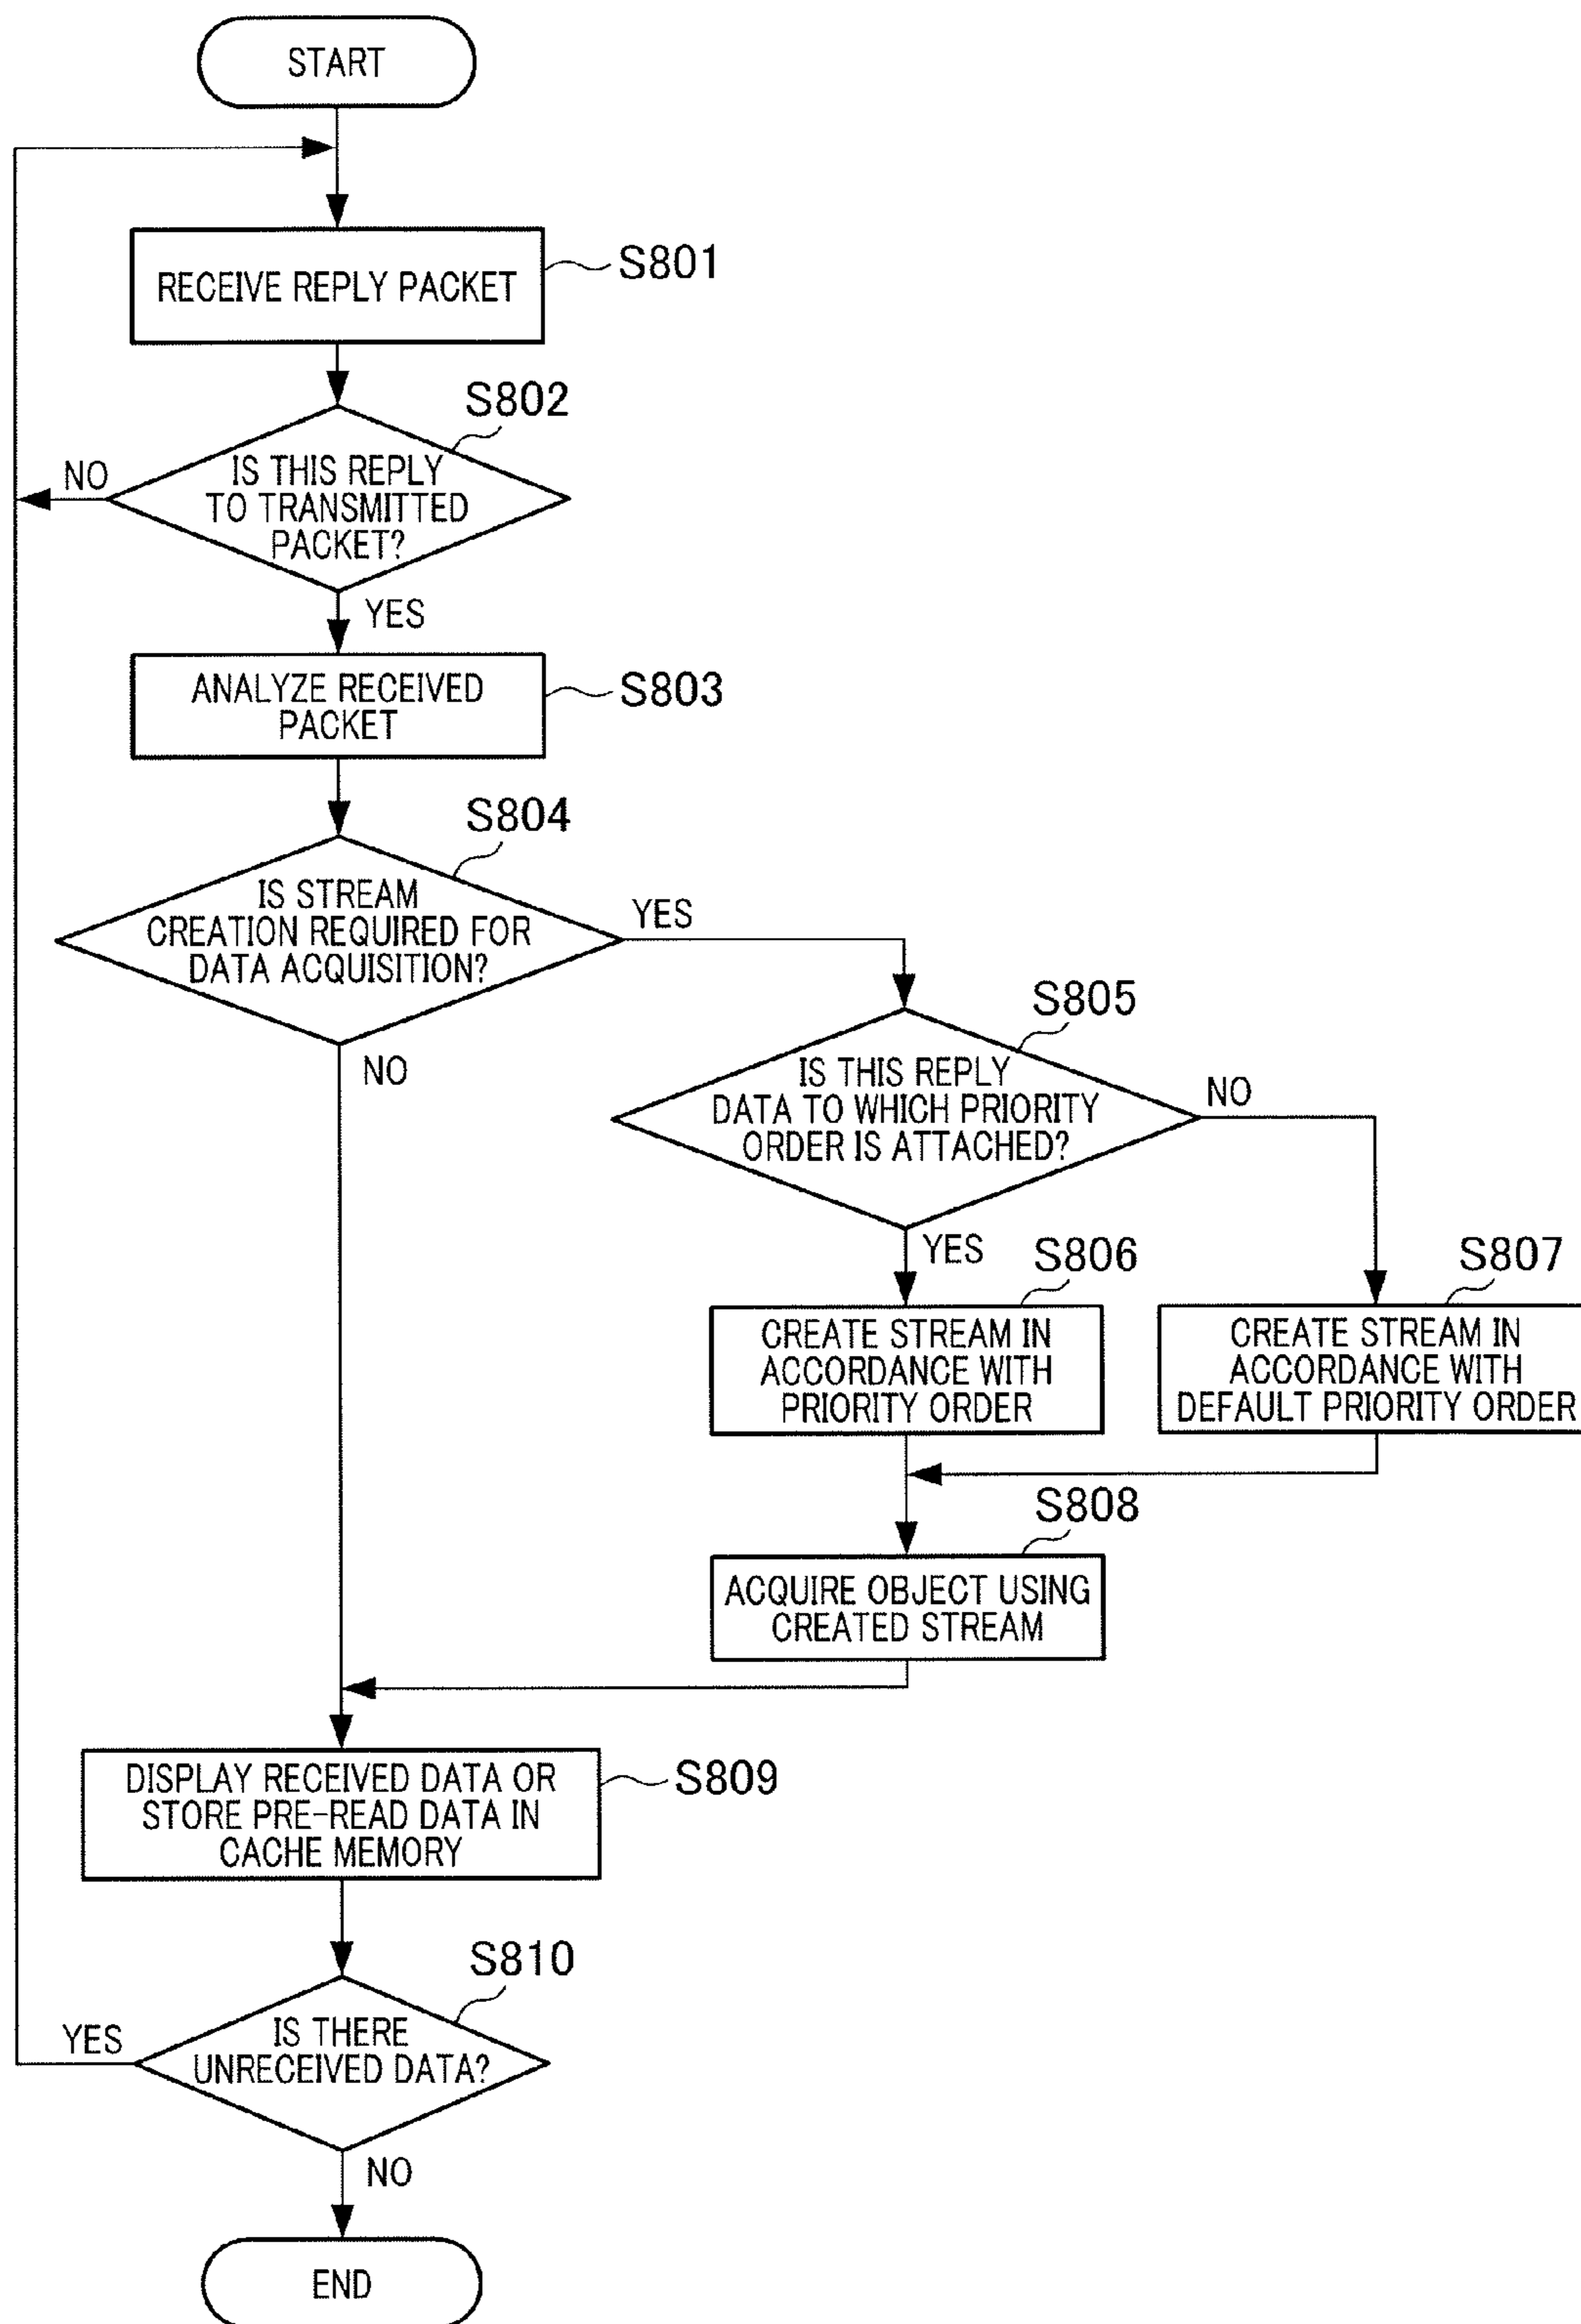 START
RECEIVE REPLY PACKET
S801
S802
NO
IS THIS REPLY
TO TRANSMITTED
PACKET?
YES
ANALYZE RECEIVED
PACKET
S803
S804
IS STREAM
CREATION REQUIRED FOR
DATA ACQUISITION?
YES
NO
S805
IS THIS REPLY
DATA TO WHICH PRIORITY
ORDER IS ATTACHED?
NO
YES
S806
S807
CREATE STREAM IN
ACCORDANCE WITH
PRIORITY ORDER
CREATE STREAM IN
ACCORDANCE WITH
DEFAULT PRIORITY ORDER
S808
ACQUIRE OBJECT USING
CREATED STREAM
DISPLAY RECEIVED DATA OR
STORE PRE-READ DATA IN
CACHE MEMORY
S809
S810
YES
IS THERE
UNRECEIVED DATA?
NO
END